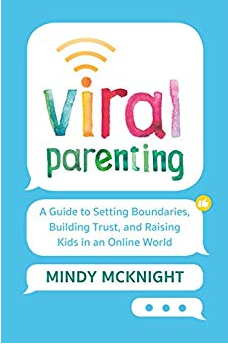 viral
parenting
A Guide to Setting Boundaries,
Building Trust, and Raising
Kids in an Online World
MINDY MCKNIGHT